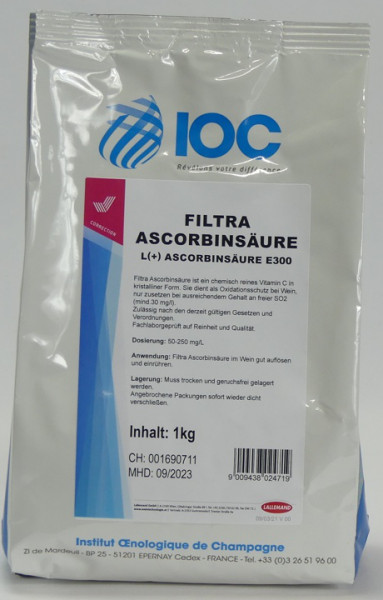 IOC
Révélons votre différence
CORRECTION
FILTRA
ASCORBINSÄURE
L(+) ASCORBINSÄURE E300
Filtra Ascorbinsäure ist ein chemisch reines Vitamin C in
kristalliner Form. Sie dient als Oxidationsschutz bei Wein,
nur zusetzen bei ausreichendem Gehalt an freier SO2
(mind.30 mg/l).
Zulässig nach den derzeit gültigen Gesetzen und
Verordnungen.
Fachlaborgeprüft auf Reinheit und Qualität.
Dosierung: 50-250 mg/L
Anwendung: Filtra Ascorbinsäure im Wein gut auflösen
und einrühren.
Lagerung: Muss trocken und geruchsfrei gelagert
werden.
Angebrochene Packungen sofort wieder dicht
verschließen.
Inhalt: 1kg
CH: 001690711
MHD: 09/2023
9 009438 024719
LALLEMAND
Institut Œnologique de Champagne
ZI de Mardeuil - BP 25 - 51201 EPERNAY Cedex - FRANCE - Tel. +33 (0)3 26 51 96 00